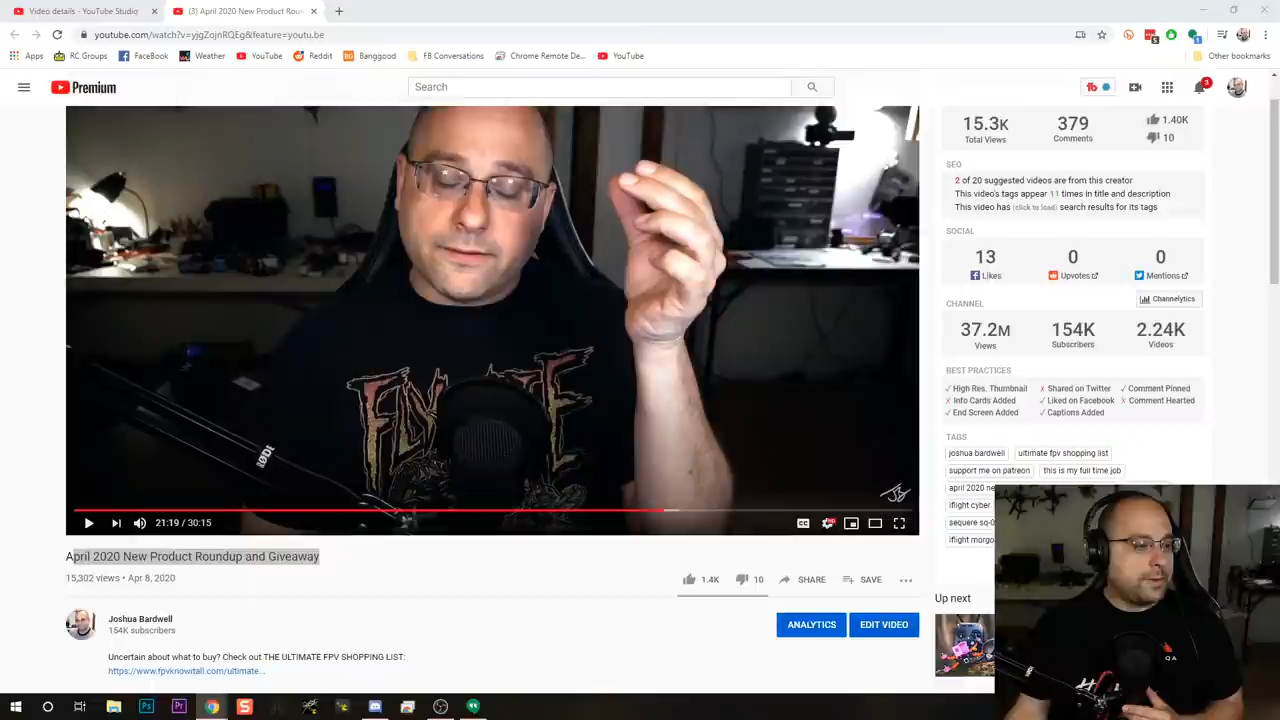 Video details - YouTube Studio
(3) April 2020 New Product Roun
youtube.com/watch?v=yjgZojnRQEg&feature=youtu.be
Apps RC Groups FaceBook Weather YouTube Reddit Banggood FB Conversations Chrome Remote De... YouTube Other bookmarks
Premium
Search
3
15.3K 379 1.40K
Total Views Comments 10
SEO
2 of 20 suggested videos are from this creator
This video's tags appear 11 times in title and description
This video has (click to load) search results for its tags
SOCIAL
13 0 0
Likes Upvotes Mentions
CHANNEL Channelytics
37.2M 154K 2.24K
Views Subscribers Videos
BEST PRACTICES
✓ High Res. Thumbnail ✗ Shared on Twitter ✓ Comment Pinned
✗ Info Cards Added ✓ Liked on Facebook ✗ Comment Hearted
✓ End Screen Added ✓ Captions Added
TAGS
joshua bardwell ultimate fpv shopping list
support me on patreon this is my full time job
april 2020 ne
iflight cyber
sequere sq-0
iflight morgo
RØDE
JB
21:19 / 30:15
April 2020 New Product Roundup and Giveaway
15,302 views • Apr 8, 2020
1.4K 10 SHARE SAVE ...
Joshua Bardwell
154K subscribers
ANALYTICS EDIT VIDEO
Up next
Uncertain about what to buy? Check out THE ULTIMATE FPV SHOPPING LIST:
https://www.fpvknowitall.com/ultimate...
QA